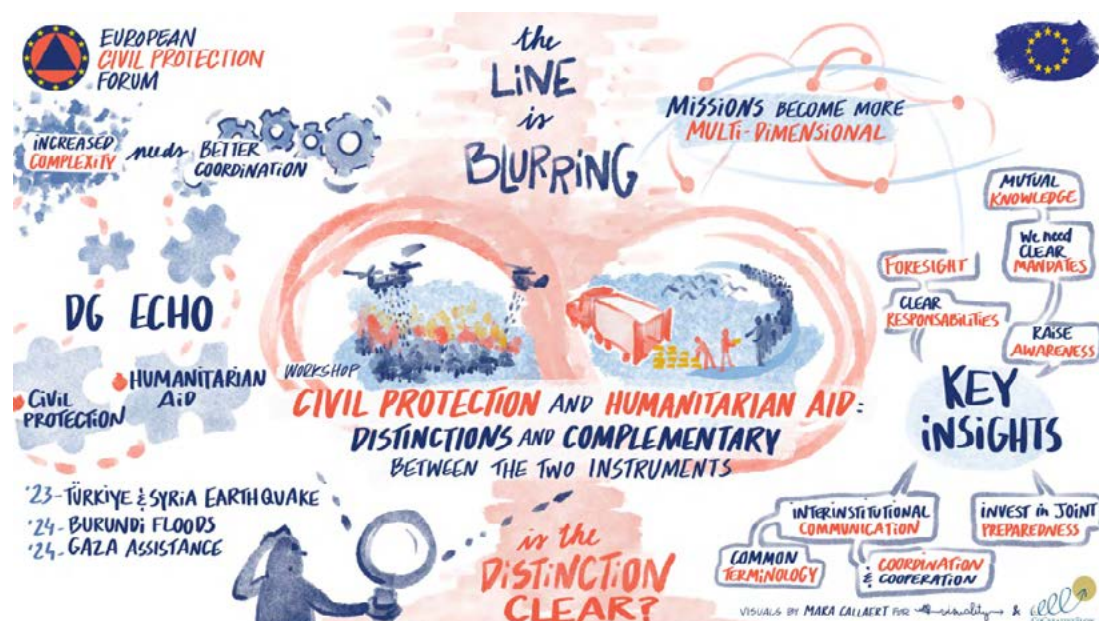 EUROPEAN
CIVIL PROTECTION
FORUM
INCREASED
COMPLEXITY
needs
BETTER
COORDINATION
DG ECHO
CIVIL
PROTECTION
HUMANITARIAN
AID
'23 - TÜRKIYE & SYRIA EARTHQUAKE
'24 - BURUNDI FLOODS
'24 - GAZA ASSISTANCE
the
LINE
is
BLURRING
WORKSHOP
CIVIL PROTECTION AND HUMANITARIAN AID:
DISTINCTIONS AND COMPLEMENTARY
BETWEEN THE TWO INSTRUMENTS
is the
DISTINCTION
CLEAR?
MISSIONS BECOME MORE
MULTI-DIMENSIONAL
MUTUAL
KNOWLEDGE
We need
CLEAR
MANDATES
FORESIGHT
CLEAR
RESPONSABILITIES
RAISE
AWARENESS
KEY
INSIGHTS
INTERINSTITUTIONAL
COMMUNICATION
INVEST in JOINT
PREPAREDNESS
COMMON
TERMINOLOGY
COORDINATION
& COOPERATION
VISUALS BY MARA CALLAERT FOR visuality &